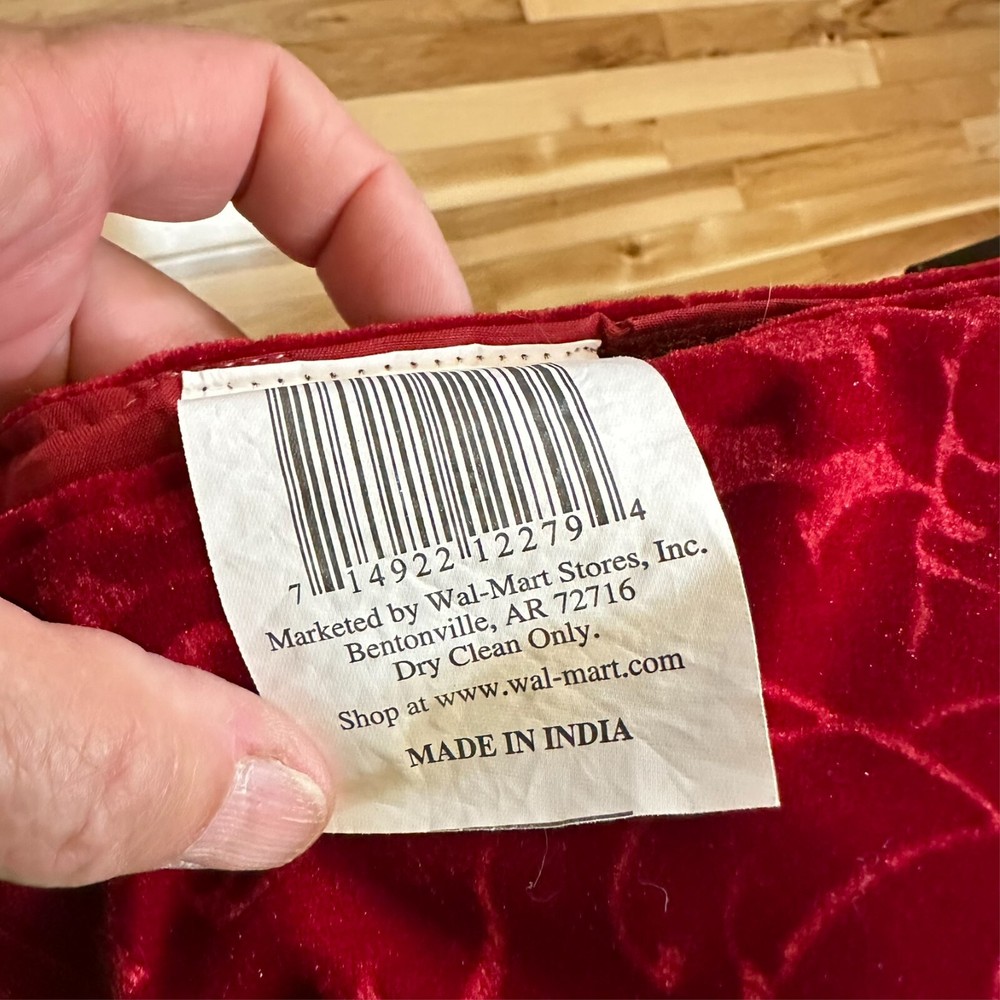 7 14922 12279 4
Marketed by Wal-Mart Stores, Inc.
Bentonville, AR 72716
Dry Clean Only.
Shop at www.wal-mart.com
MADE IN INDIA